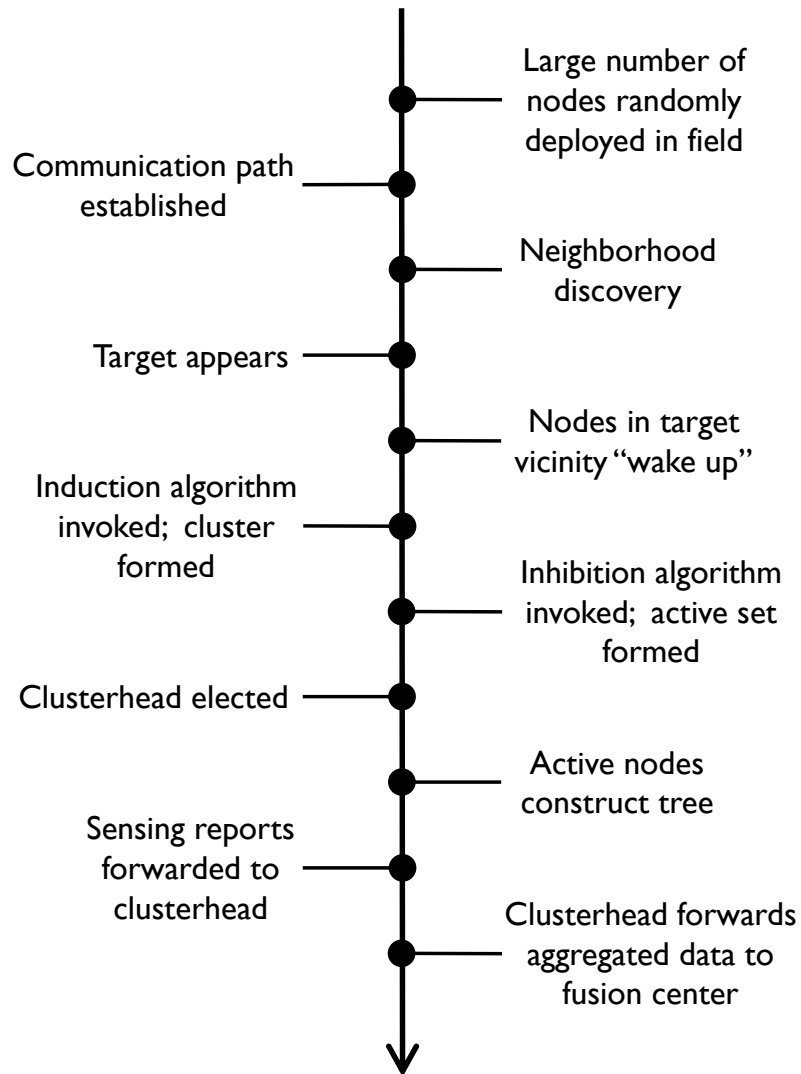 Large number of
nodes randomly
deployed in field
Communication path
established
Neighborhood
discovery
Target appears
Nodes in target
vicinity “wake up”
Induction algorithm
invoked; cluster
formed
Inhibition algorithm
invoked; active set
formed
Clusterhead elected
Active nodes
construct tree
Sensing reports
forwarded to
clusterhead
Clusterhead forwards
aggregated data to
fusion center